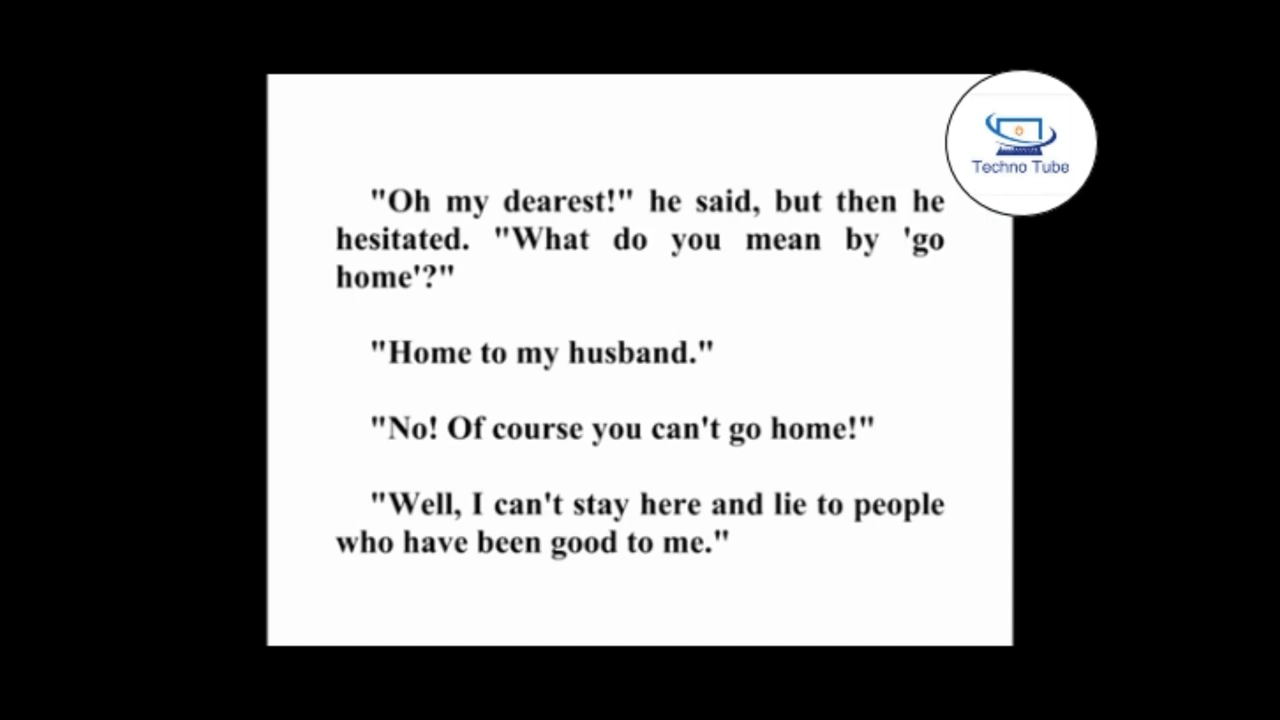 "Oh my dearest!" he said, but then he
hesitated. "What do you mean by 'go
home'?"
"Home to my husband."
"No! Of course you can't go home!"
"Well, I can't stay here and lie to people
who have been good to me."
Techno Tube